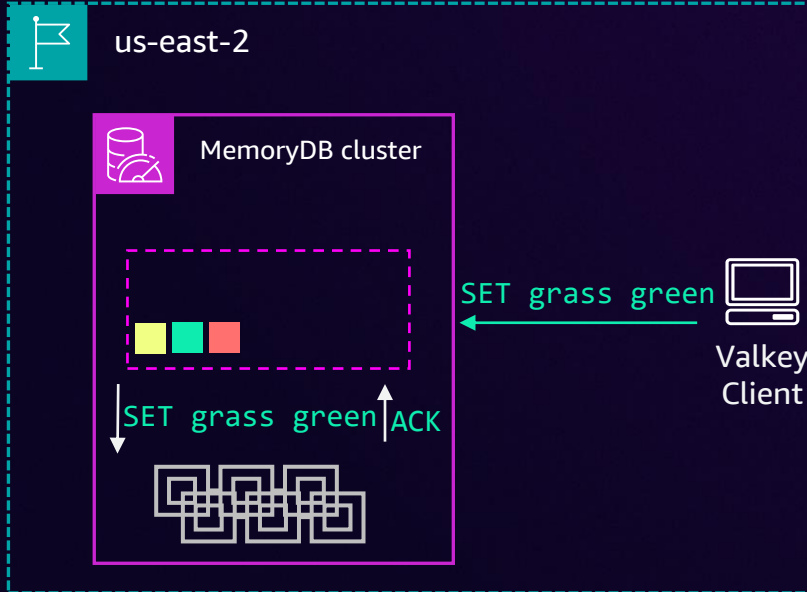 us-east-2
MemoryDB cluster
SET grass green
Valkey
Client
SET grass green
ACK